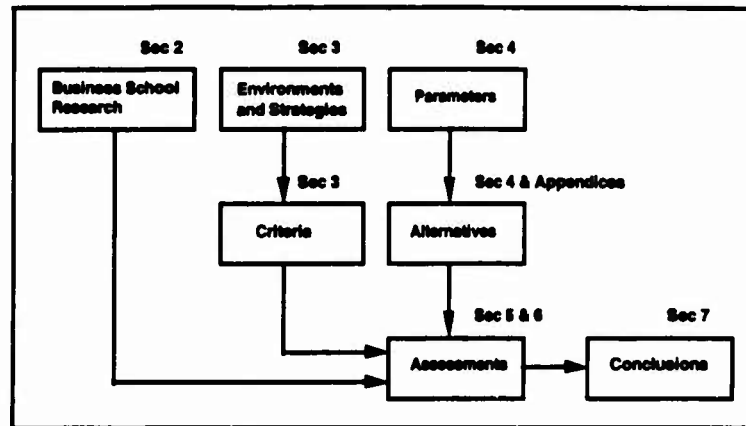 Sec 2
Sec 3
Sec 4
Business School
Research
Environments
and Strategies
Parameters
Sec 3
Sec 4 & Appendices
Criteria
Alternatives
Sec 5 & 6
Sec 7
Assessments
Conclusions